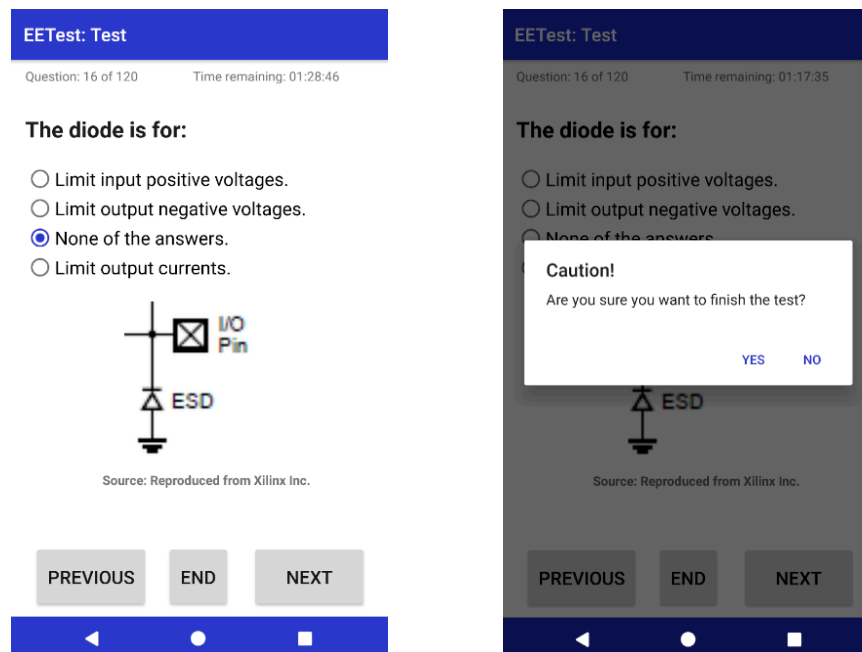 EETest: Test
Question: 16 of 120 Time remaining: 01:28:46
The diode is for:
Limit input positive voltages.
Limit output negative voltages.
None of the answers.
Limit output currents.
I/O
Pin
ESD
Source: Reproduced from Xilinx Inc.
PREVIOUS END NEXT
EETest: Test
Question: 16 of 120 Time remaining: 01:17:35
The diode is for:
Limit input positive voltages.
Limit output negative voltages.
None of the answers
Caution!
Are you sure you want to finish the test?
YES NO
ESD
Source: Reproduced from Xilinx Inc.
PREVIOUS END NEXT